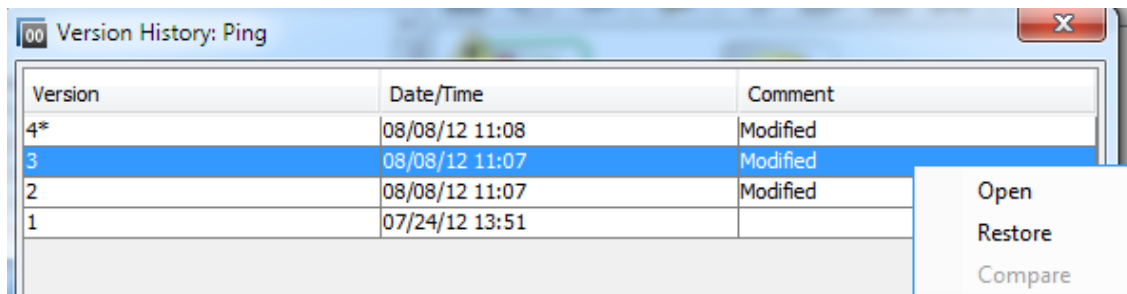 00 Version History: Ping
x
Version Date/Time Comment
4* 08/08/12 11:08 Modified
3 08/08/12 11:07 Modified
2 08/08/12 11:07 Modified
1 07/24/12 13:51
Open
Restore
Compare